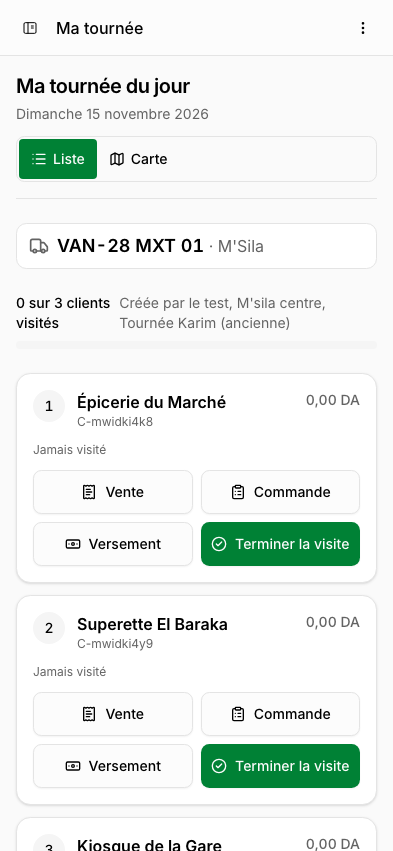 Ma tournée
Ma tournée du jour
Dimanche 15 novembre 2026
Liste
Carte
VAN-28 MXT 01 · M'Sila
0 sur 3 clients visités
Créée par le test, M'sila centre, Tournée Karim (ancienne)
1
Épicerie du Marché
0,00 DA
C-mwidki4k8
Jamais visité
Vente
Commande
Versement
Terminer la visite
2
Superette El Baraka
0,00 DA
C-mwidki4y9
Jamais visité
Vente
Commande
Versement
Terminer la visite
3
Kiosque de la Gare
0,00 DA